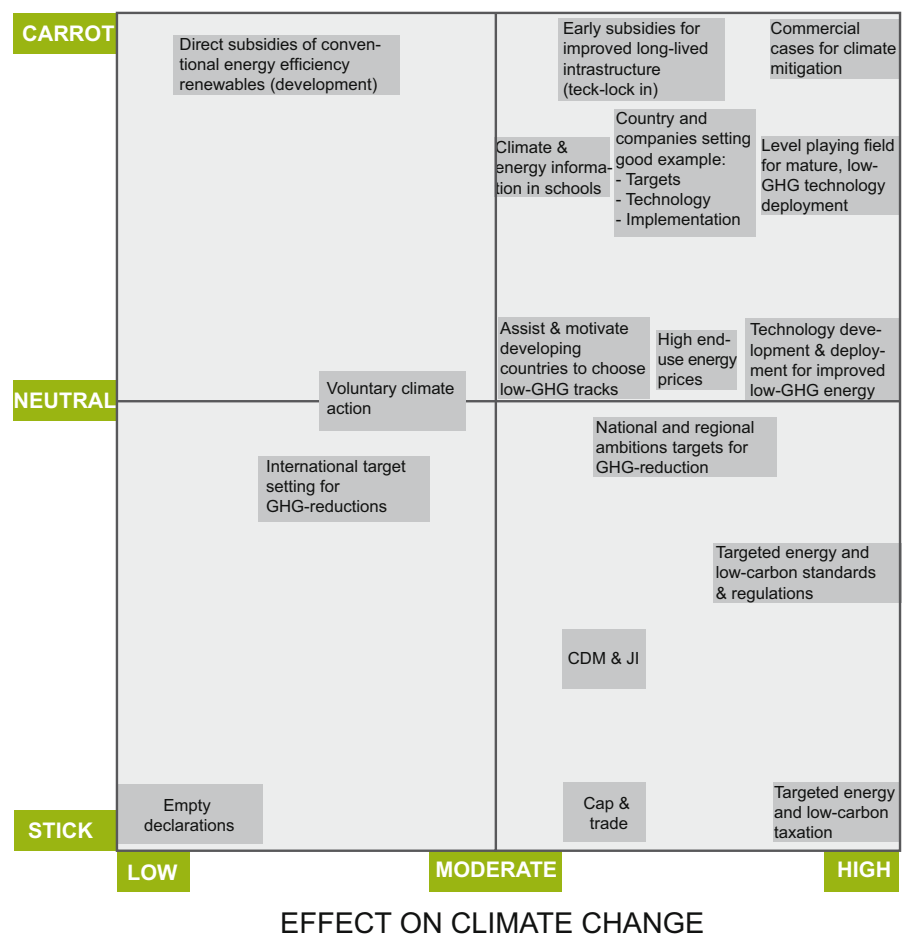 CARROT
Direct subsidies of conven-
tional energy efficiency
renewables (development)
Early subsidies for
improved long-lived
intrastructure
(teck-lock in)
Commercial
cases for climate
mitigation
Climate &
energy informa-
tion in schools
Country and
companies setting
good example:
- Targets
- Technology
- Implementation
Level playing field
for mature, low-
GHG technology
deployment
Assist & motivate
developing
countries to choose
low-GHG tracks
High end-
use energy
prices
Technology deve-
lopment & deploy-
ment for improved
low-GHG energy
NEUTRAL
Voluntary climate
action
National and regional
ambitions targets for
GHG-reduction
International target
setting for
GHG-reductions
Targeted energy and
low-carbon standards
& regulations
CDM & JI
Empty
declarations
Cap &
trade
Targeted energy
and low-carbon
taxation
STICK
LOW
MODERATE
HIGH
EFFECT ON CLIMATE CHANGE